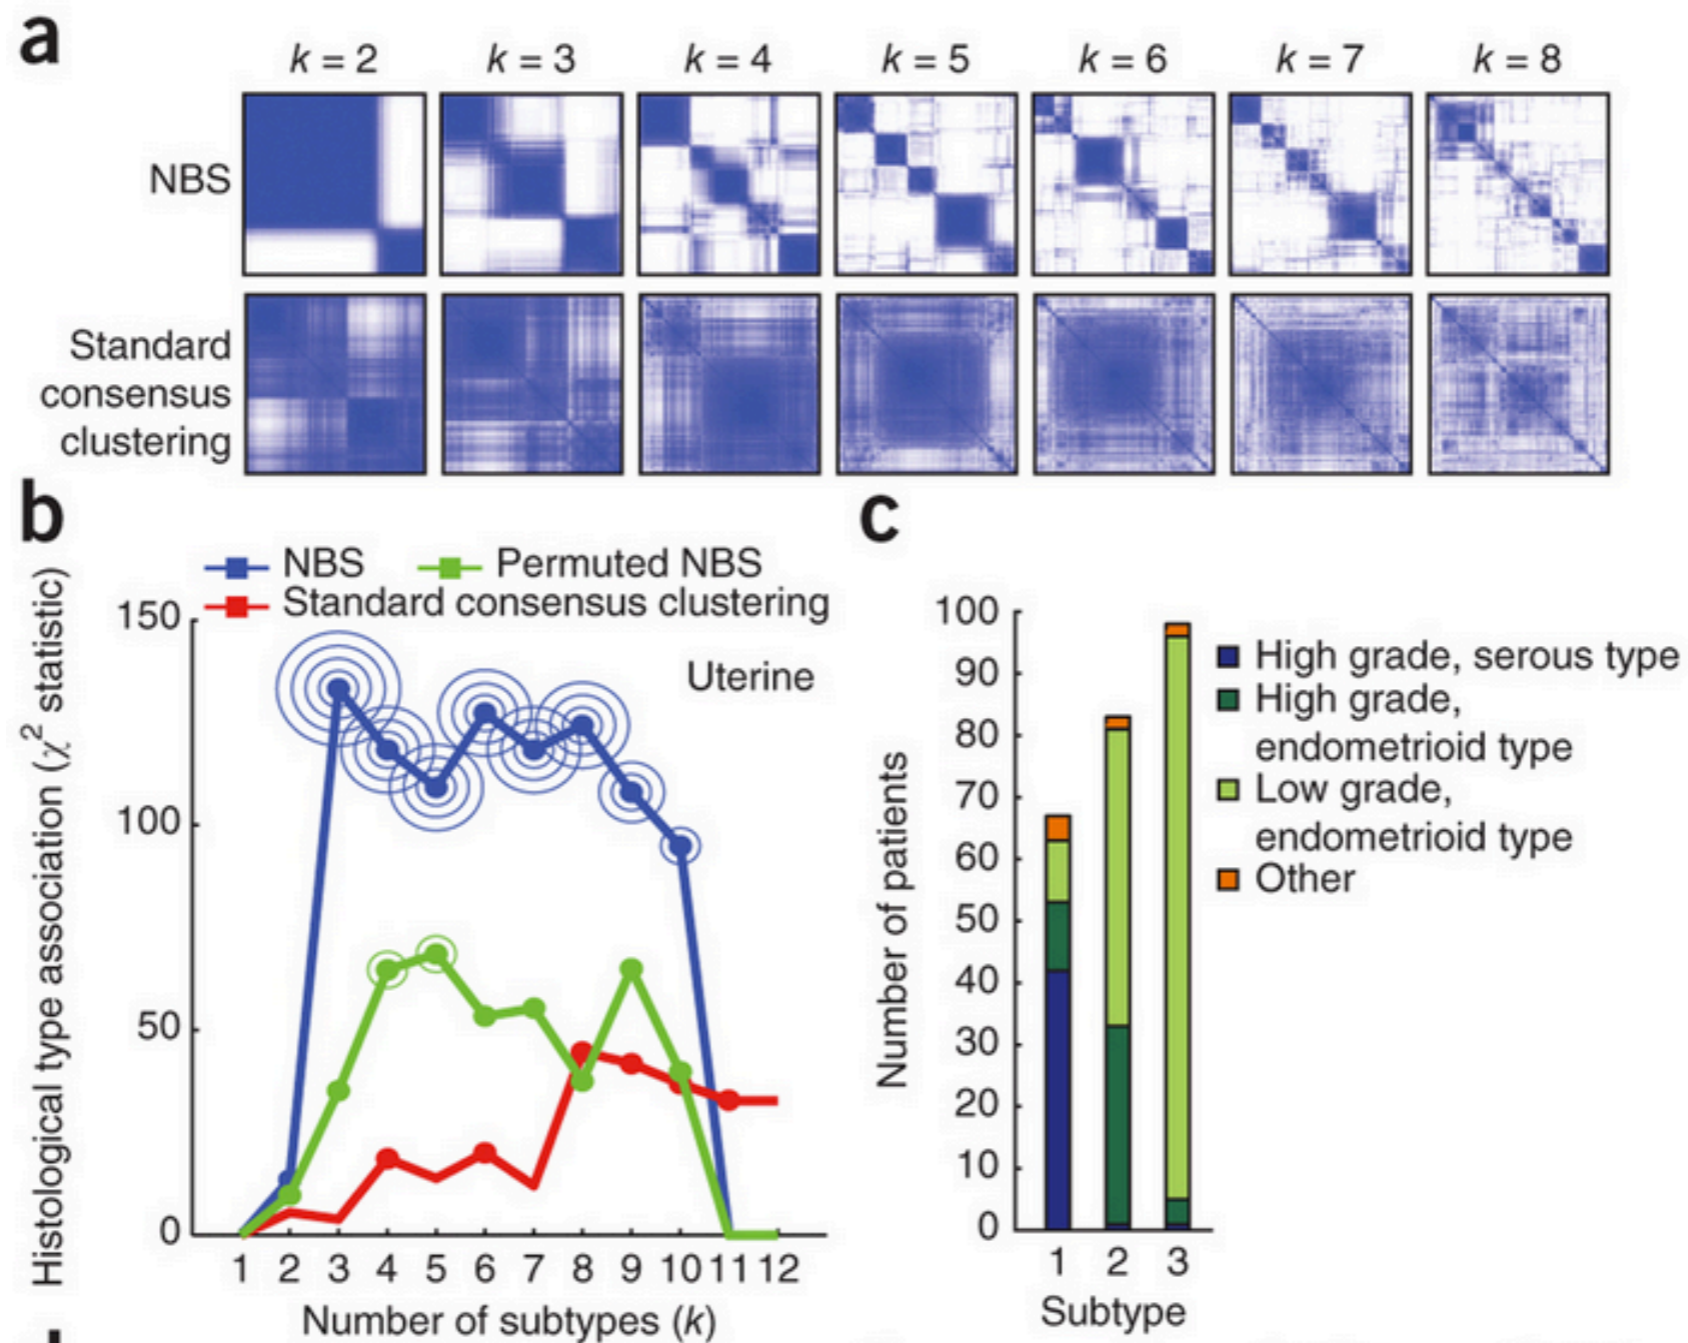 a
k = 2 k = 3 k = 4 k = 5 k = 6 k = 7 k = 8
NBS
Standard
consensus
clustering
b
NBS Permuted NBS
Standard consensus clustering
Uterine
Histological type association (χ² statistic)
150
100
50
0
1 2 3 4 5 6 7 8 9 10 11 12
Number of subtypes (k)
c
Number of patients
100
90
80
70
60
50
40
30
20
10
0
1 2 3
Subtype
High grade, serous type
High grade,
endometrioid type
Low grade,
endometrioid type
Other